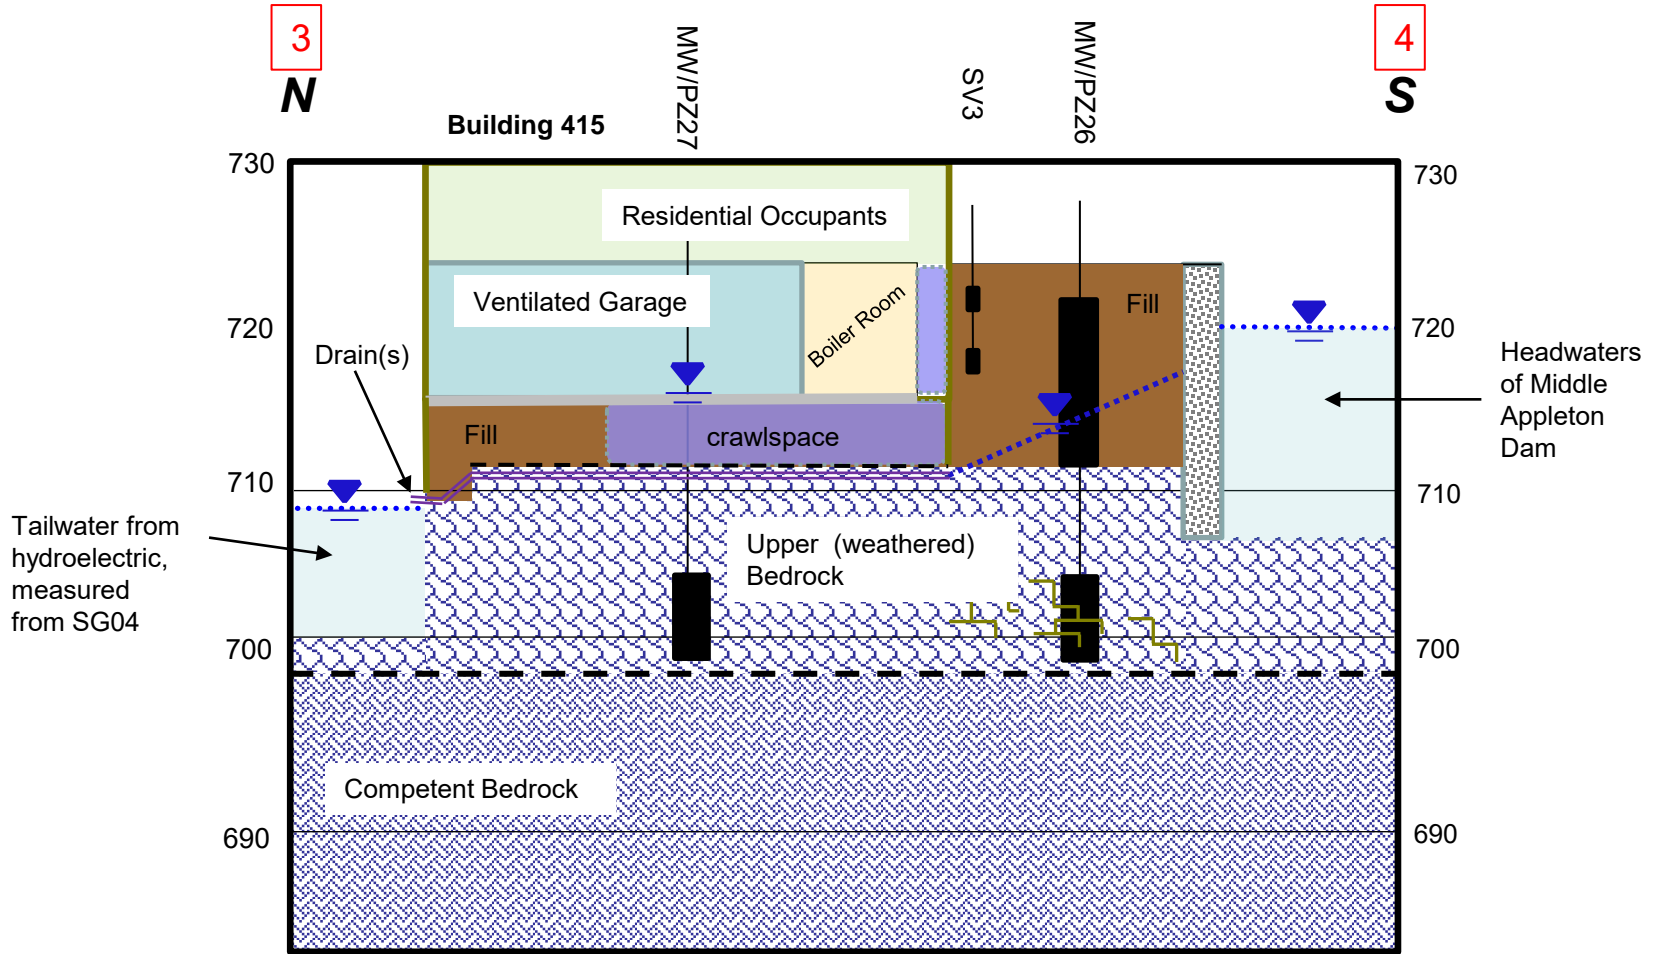 3
4
N
S
MW/PZ27
SV3
MW/PZ26
Building 415
730
730
Residential Occupants
Ventilated Garage
Boiler Room
Fill
720
720
Drain(s)
Headwaters
of Middle
Appleton
Dam
Fill
crawlspace
710
710
Tailwater from
hydroelectric,
measured
from SG04
Upper (weathered)
Bedrock
700
700
Competent Bedrock
690
690